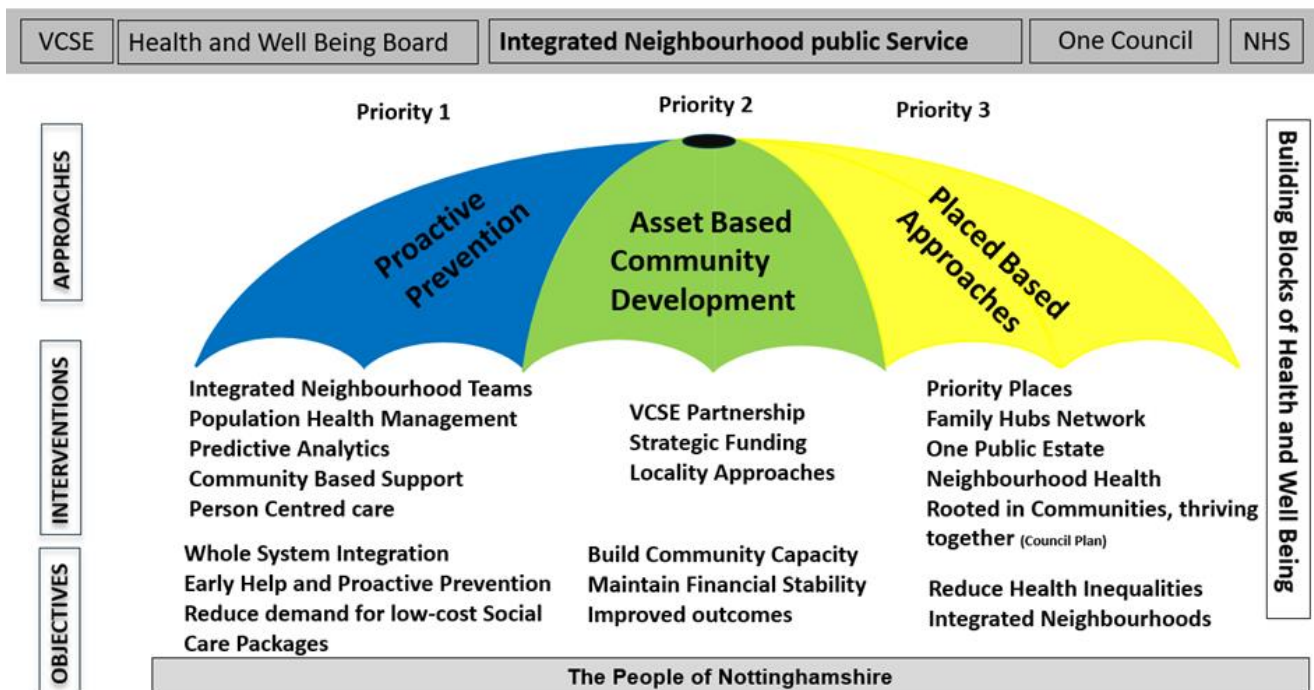 VCSE
Health and Well Being Board
Integrated Neighbourhood public Service
One Council
NHS
Priority 1
Priority 2
Priority 3
APPROACHES
Proactive
Prevention
Asset Based
Community
Development
Placed Based
Approaches
Building Blocks of Health and Well Being
INTERVENTIONS
Integrated Neighbourhood Teams
Population Health Management
Predictive Analytics
Community Based Support
Person Centred care
VCSE Partnership
Strategic Funding
Locality Approaches
Priority Places
Family Hubs Network
One Public Estate
Neighbourhood Health
Rooted in Communities, thriving
together (Council Plan)
OBJECTIVES
Whole System Integration
Early Help and Proactive Prevention
Reduce demand for low-cost Social
Care Packages
Build Community Capacity
Maintain Financial Stability
Improved outcomes
Reduce Health Inequalities
Integrated Neighbourhoods
The People of Nottinghamshire